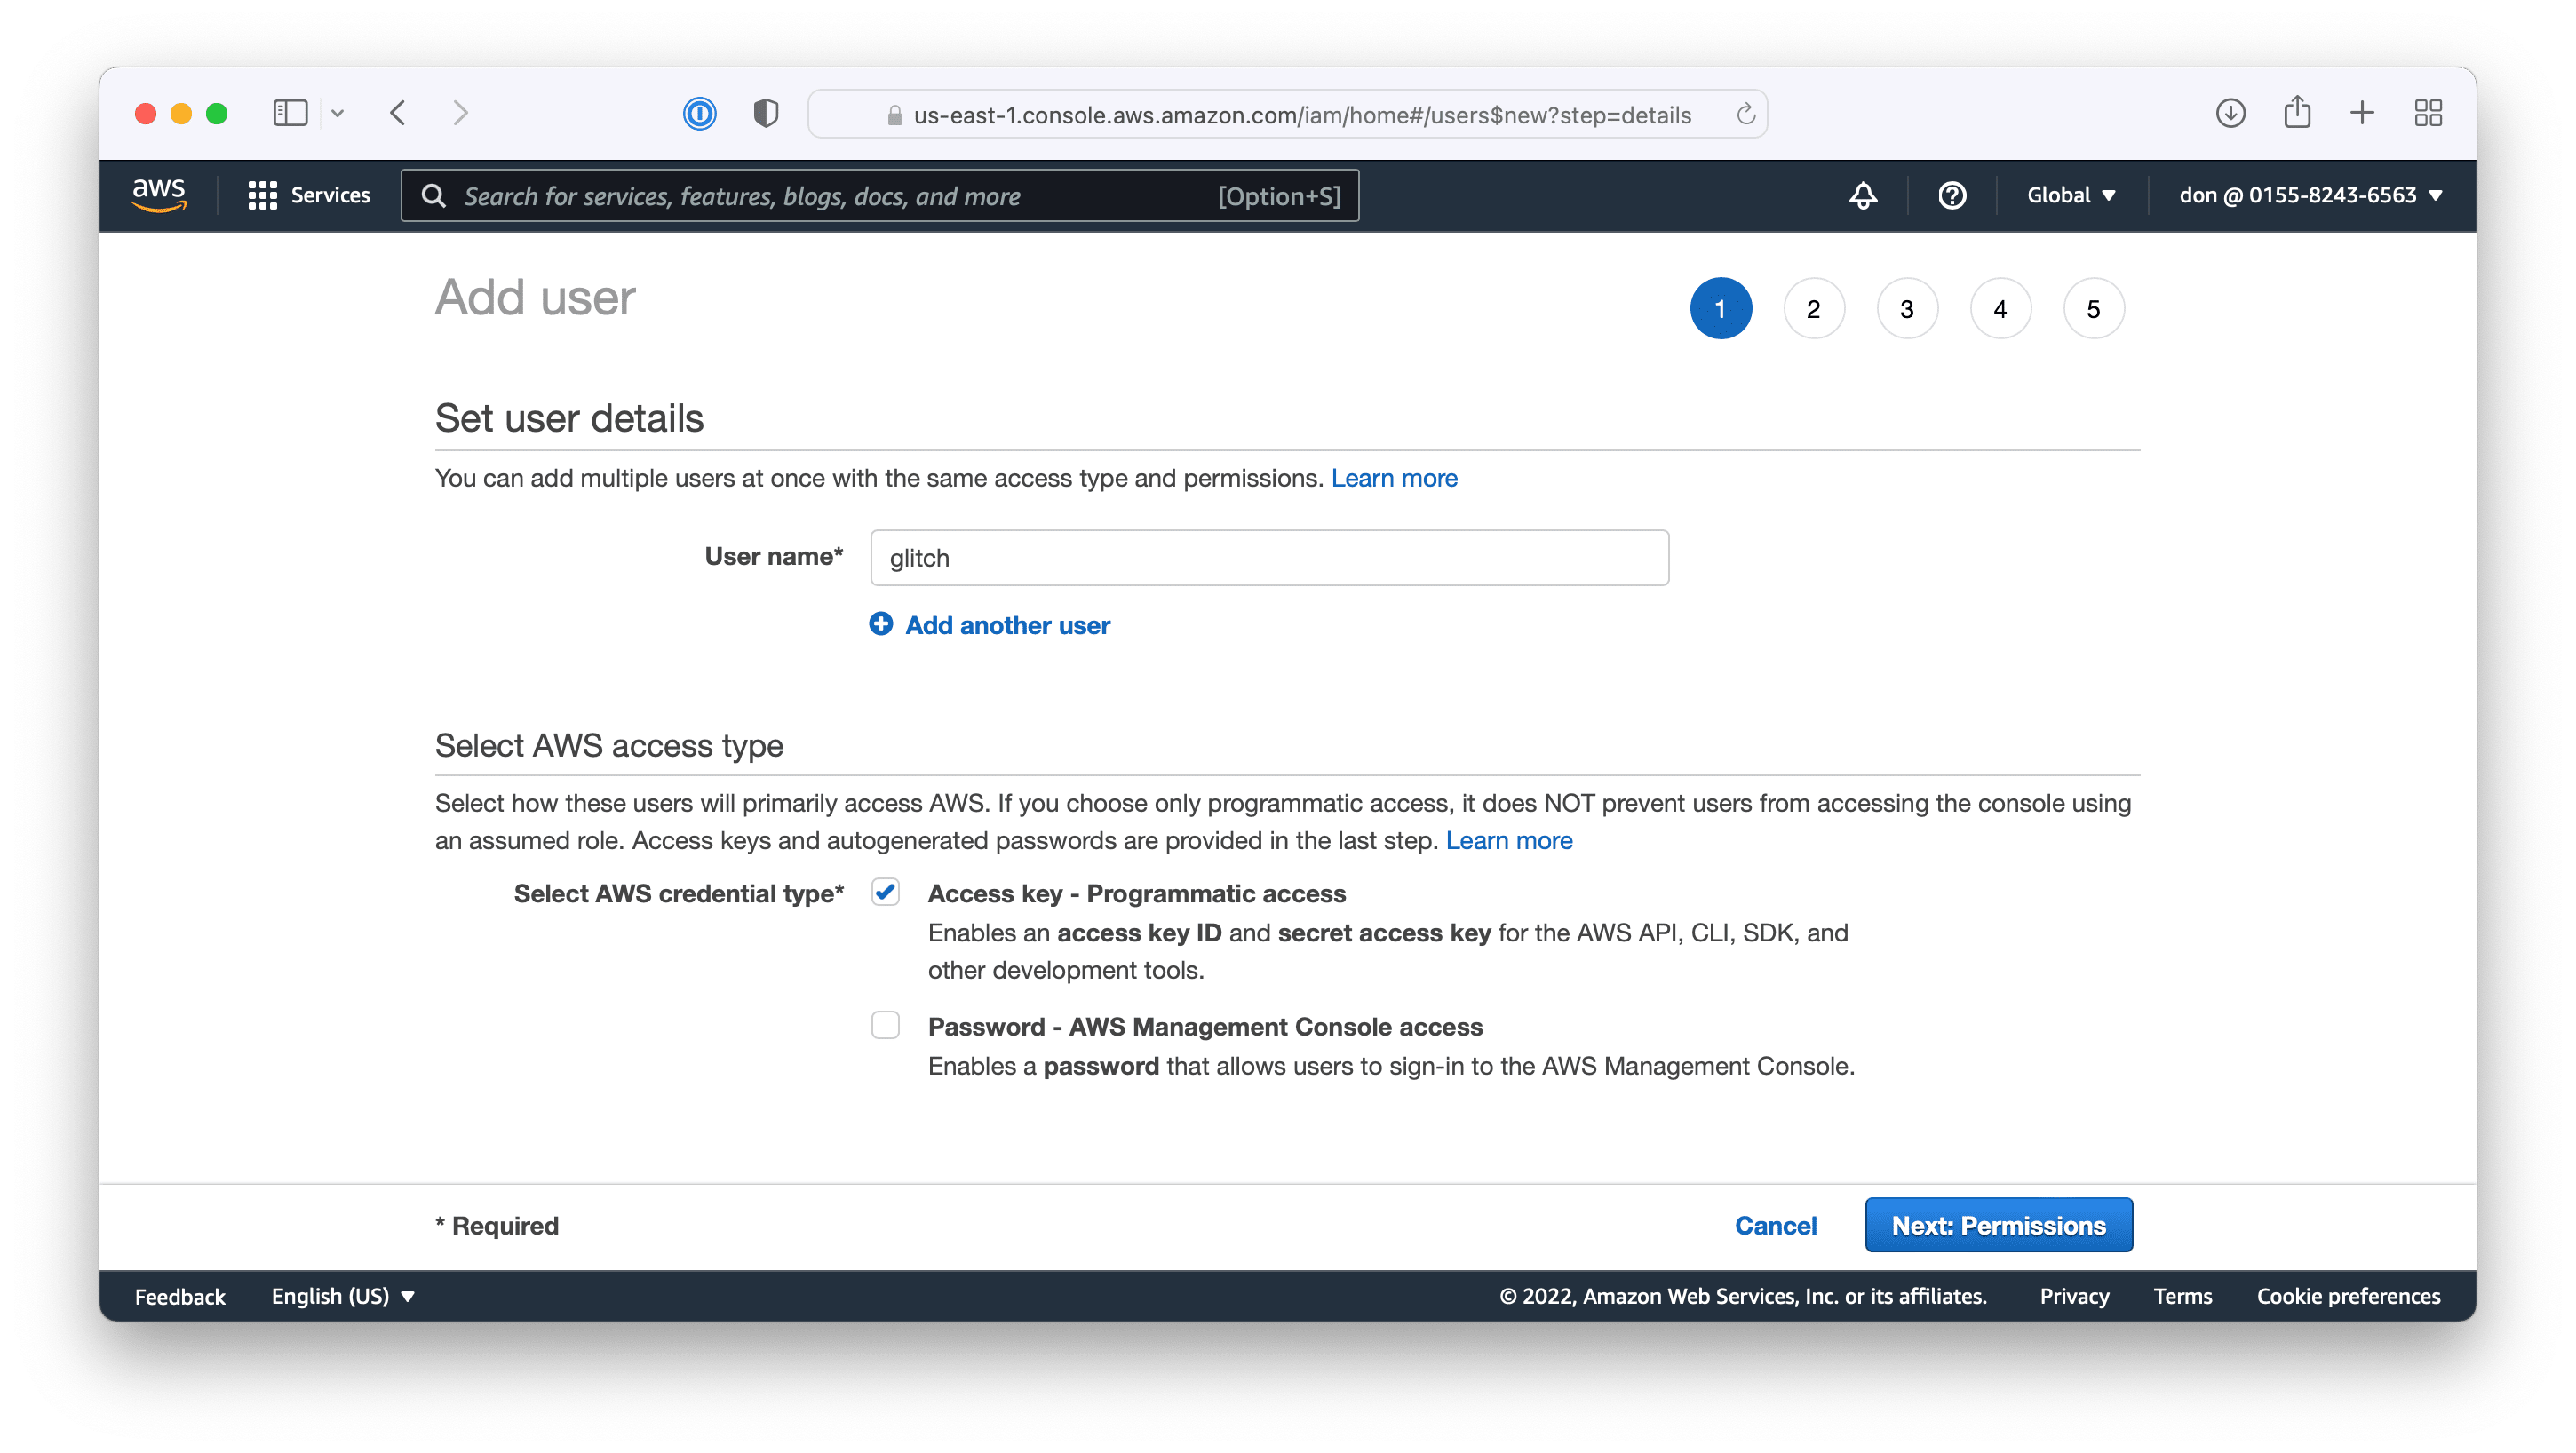 us-east-1.console.aws.amazon.com/iam/home#/users$new?step=details
aws Services Search for services, features, blogs, docs, and more [Option+S] Global don @ 0155-8243-6563
Add user 1 2 3 4 5
Set user details
You can add multiple users at once with the same access type and permissions. Learn more
User name* glitch
Add another user
Select AWS access type
Select how these users will primarily access AWS. If you choose only programmatic access, it does NOT prevent users from accessing the console using
an assumed role. Access keys and autogenerated passwords are provided in the last step. Learn more
Select AWS credential type* Access key - Programmatic access
Enables an access key ID and secret access key for the AWS API, CLI, SDK, and
other development tools.
Password - AWS Management Console access
Enables a password that allows users to sign-in to the AWS Management Console.
* Required Cancel Next: Permissions
Feedback English (US) © 2022, Amazon Web Services, Inc. or its affiliates. Privacy Terms Cookie preferences